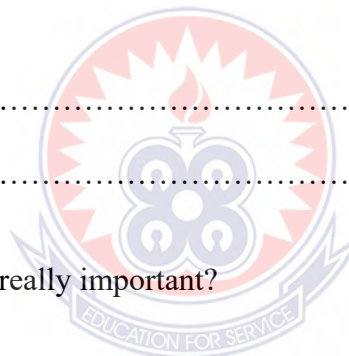 ………………………………
………………………………
really important?
EDUCATION FOR SERVICE